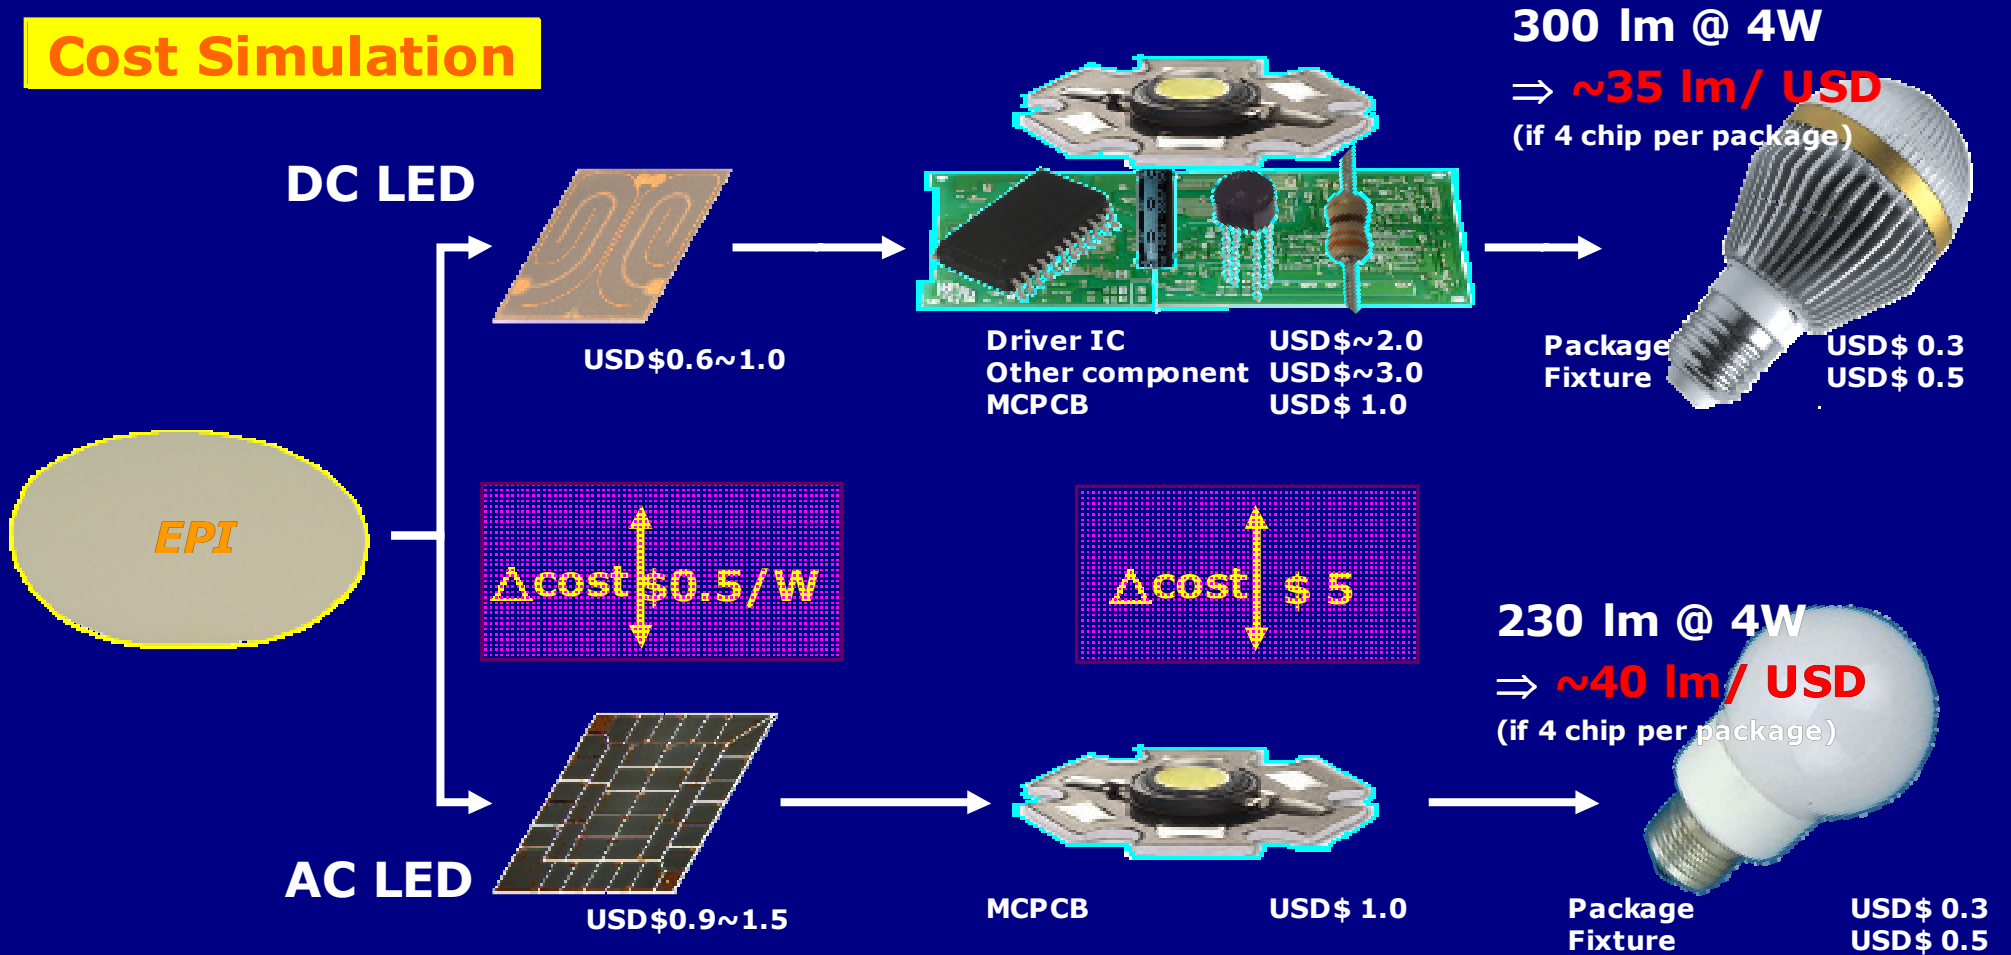 Cost Simulation
300 lm @ 4W
⇒ ~35 lm/ USD
(if 4 chip per package)
DC LED
USD$0.6~1.0
Driver IC USD$~2.0
Other component USD$~3.0
MCPCB USD$ 1.0
Package USD$ 0.3
Fixture USD$ 0.5
EPI
Δcost $0.5/W
Δcost $ 5
230 lm @ 4W
⇒ ~40 lm/ USD
(if 4 chip per package)
AC LED
USD$0.9~1.5
MCPCB USD$ 1.0
Package USD$ 0.3
Fixture USD$ 0.5